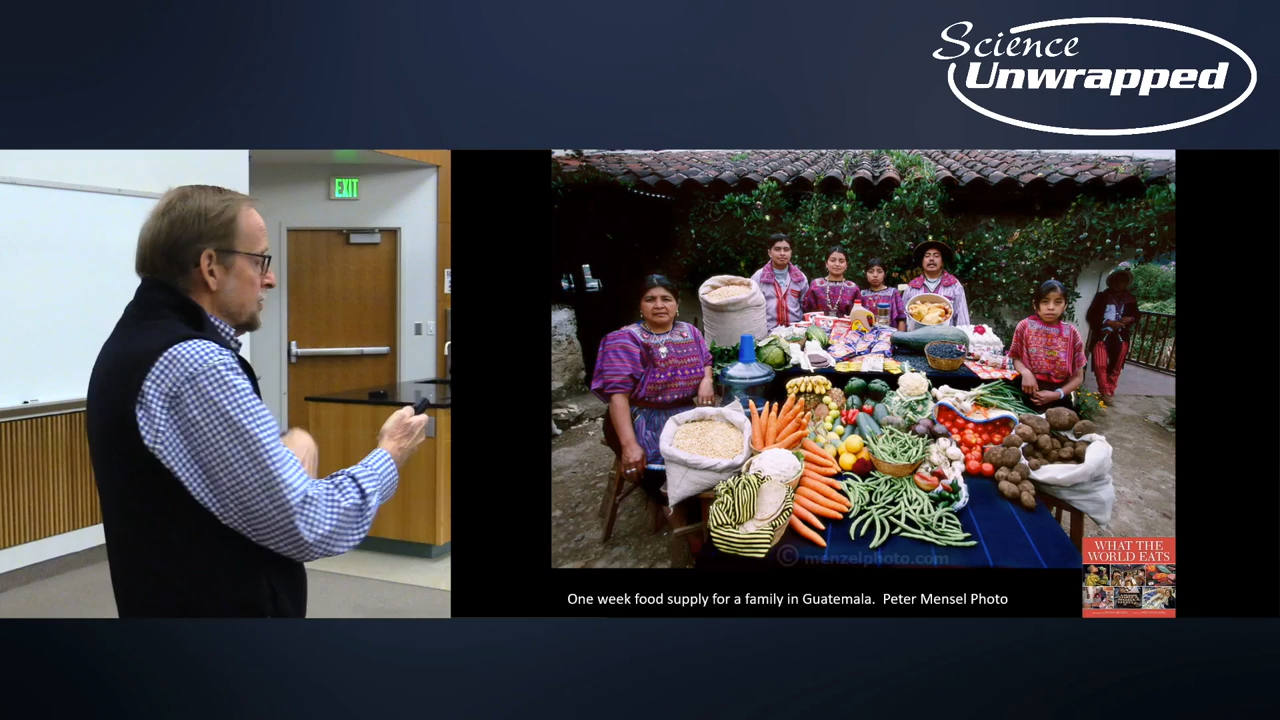 Science
Unwrapped
EXIT
© menzelphoto.com
WHAT THE
WORLD EATS
One week food supply for a family in Guatemala.  Peter Mensel Photo